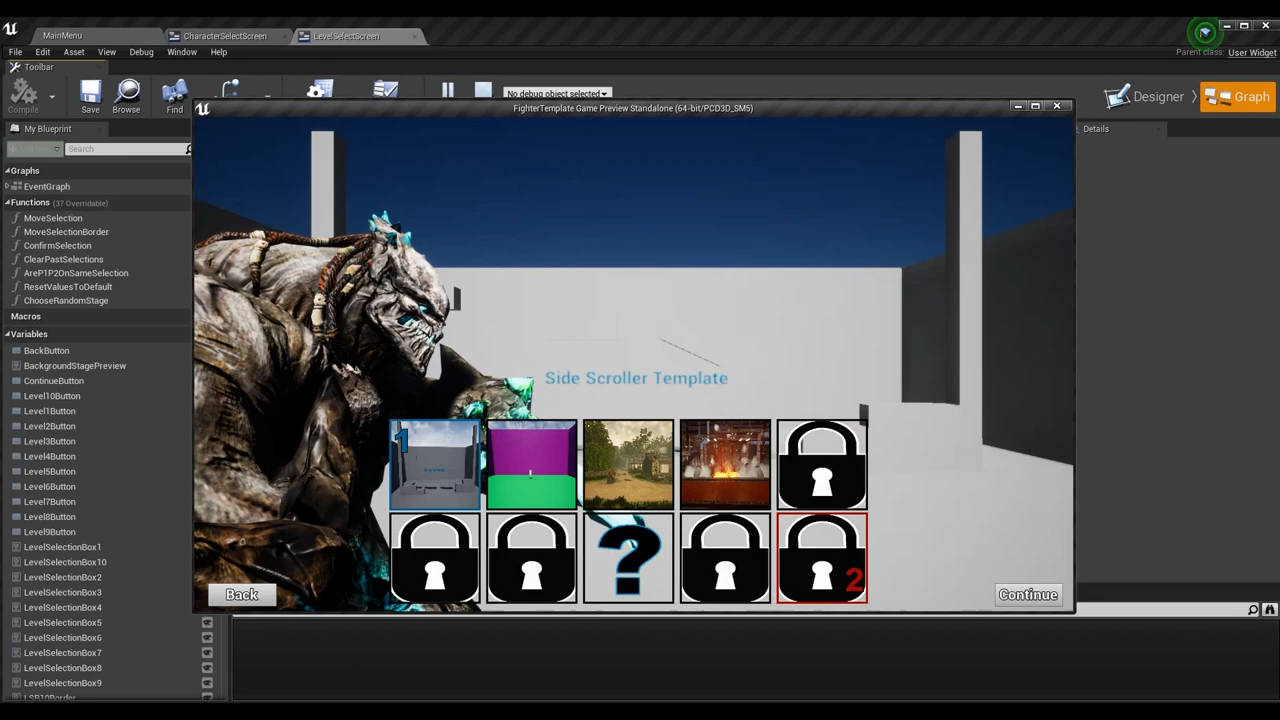 MainMenu
CharacterSelectScreen
LevelSelectScreen
File Edit Asset View Debug Window Help
Parent class: User Widget
Toolbar
Compile
Save
Browse
Find
No debug object selected
FighterTemplate Game Preview Standalone (64-bit/PCD3D_SM5)
Designer
Graph
My Blueprint
Details
Search
Graphs
EventGraph
Functions (37 Overridable)
MoveSelection
MoveSelectionBorder
ConfirmSelection
ClearPastSelections
AreP1P2OnSameSelection
ResetValuesToDefault
ChooseRandomStage
Macros
Variables
BackButton
BackgroundStagePreview
ContinueButton
Level10Button
Level1Button
Level2Button
Level3Button
Level4Button
Level5Button
Level6Button
Level7Button
Level8Button
Level9Button
LevelSelectionBox1
LevelSelectionBox10
LevelSelectionBox2
LevelSelectionBox3
LevelSelectionBox4
LevelSelectionBox5
LevelSelectionBox6
LevelSelectionBox7
LevelSelectionBox8
LevelSelectionBox9
LSB10Border
Side Scroller Template
1
?
2
Back
Continue